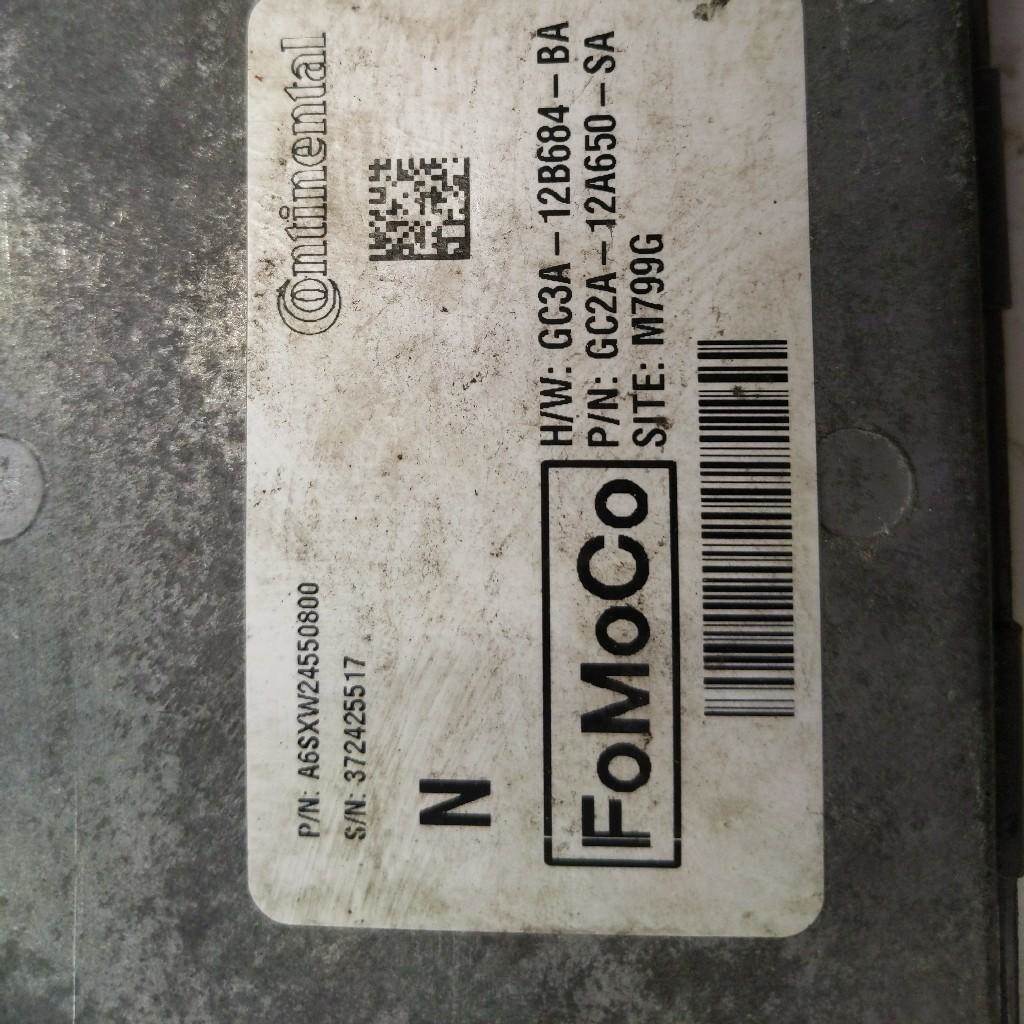 P/N: A6SXW24550800
S/N: 372425517
Continental
N
FoMoCo
H/W: GC3A-12B684-BA
P/N: GC2A-12A650-SA
SITE: M799G